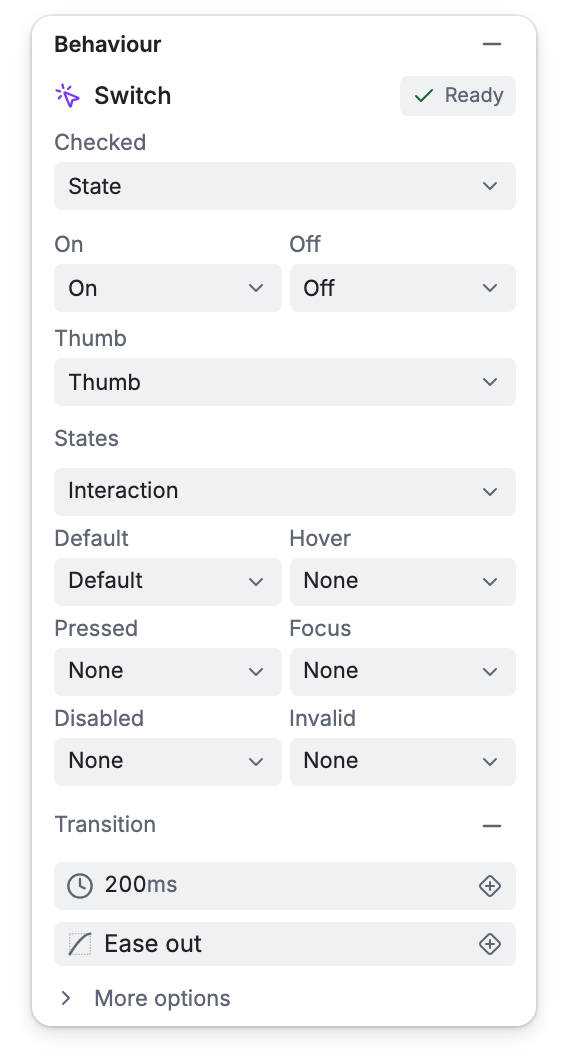 Behaviour
Switch Ready
Checked
State
On Off
On Off
Thumb
Thumb
States
Interaction
Default Hover
Default None
Pressed Focus
None None
Disabled Invalid
None None
Transition
200ms
Ease out
More options